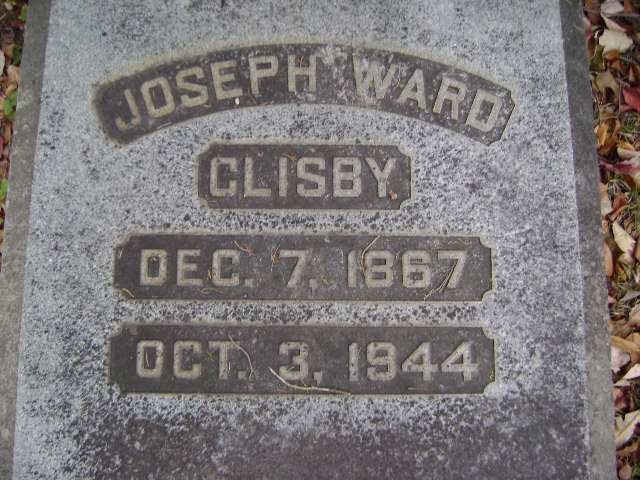 JOSEPH WARD
CLISBY
DEC. 7, 1867
OCT. 3, 1944